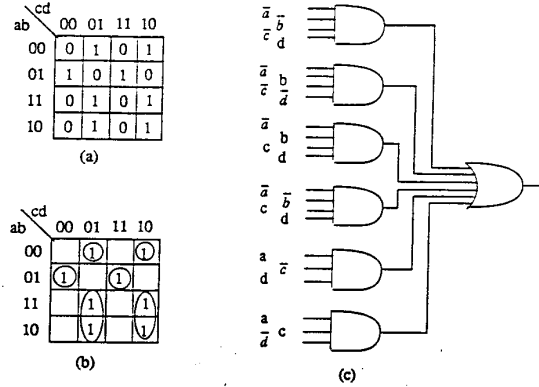 cd
ab 00 01 11 10
00 0 1 0 1
01 1 0 1 0
11 0 1 0 1
10 0 1 0 1
(a)
cd
ab 00 01 11 10
00 1 1
01 1 1
11 1 1
10 1 1
(b)
a̅
b̅
c̅
d
a̅ b
c̅ d̅
a̅ b
c d
a̅ b̅
c d
a
c̅
d
a
c
d̅
(c)